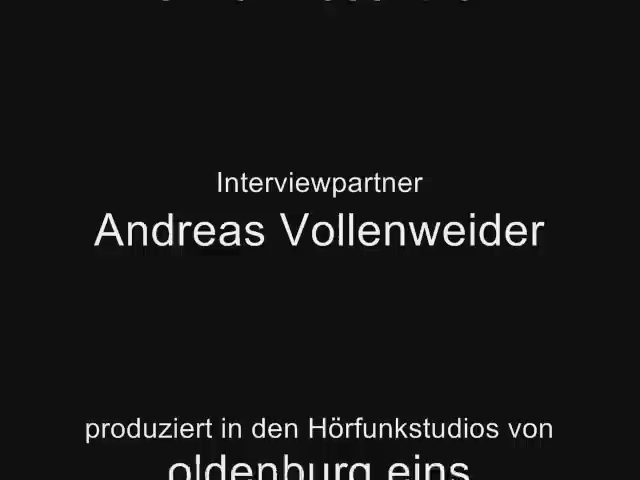 Interviewpartner
Andreas Vollenweider
produziert in den Hörfunkstudios von
oldenburg eins